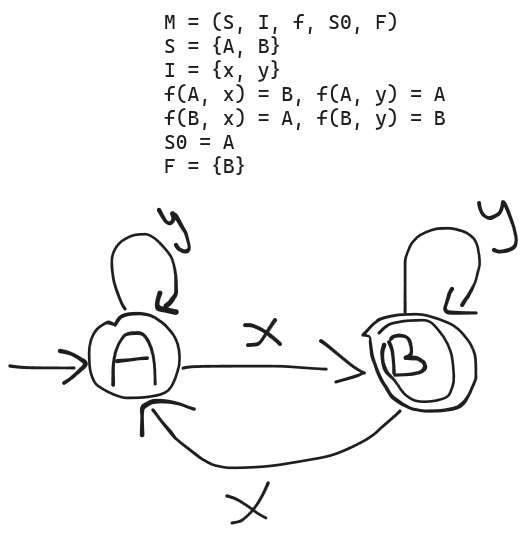 M = (S, I, f, S0, F)
S = {A, B}
I = {x, y}
f(A, x) = B, f(A, y) = A
f(B, x) = A, f(B, y) = B
S0 = A
F = {B}
y
y
A
x
B
x